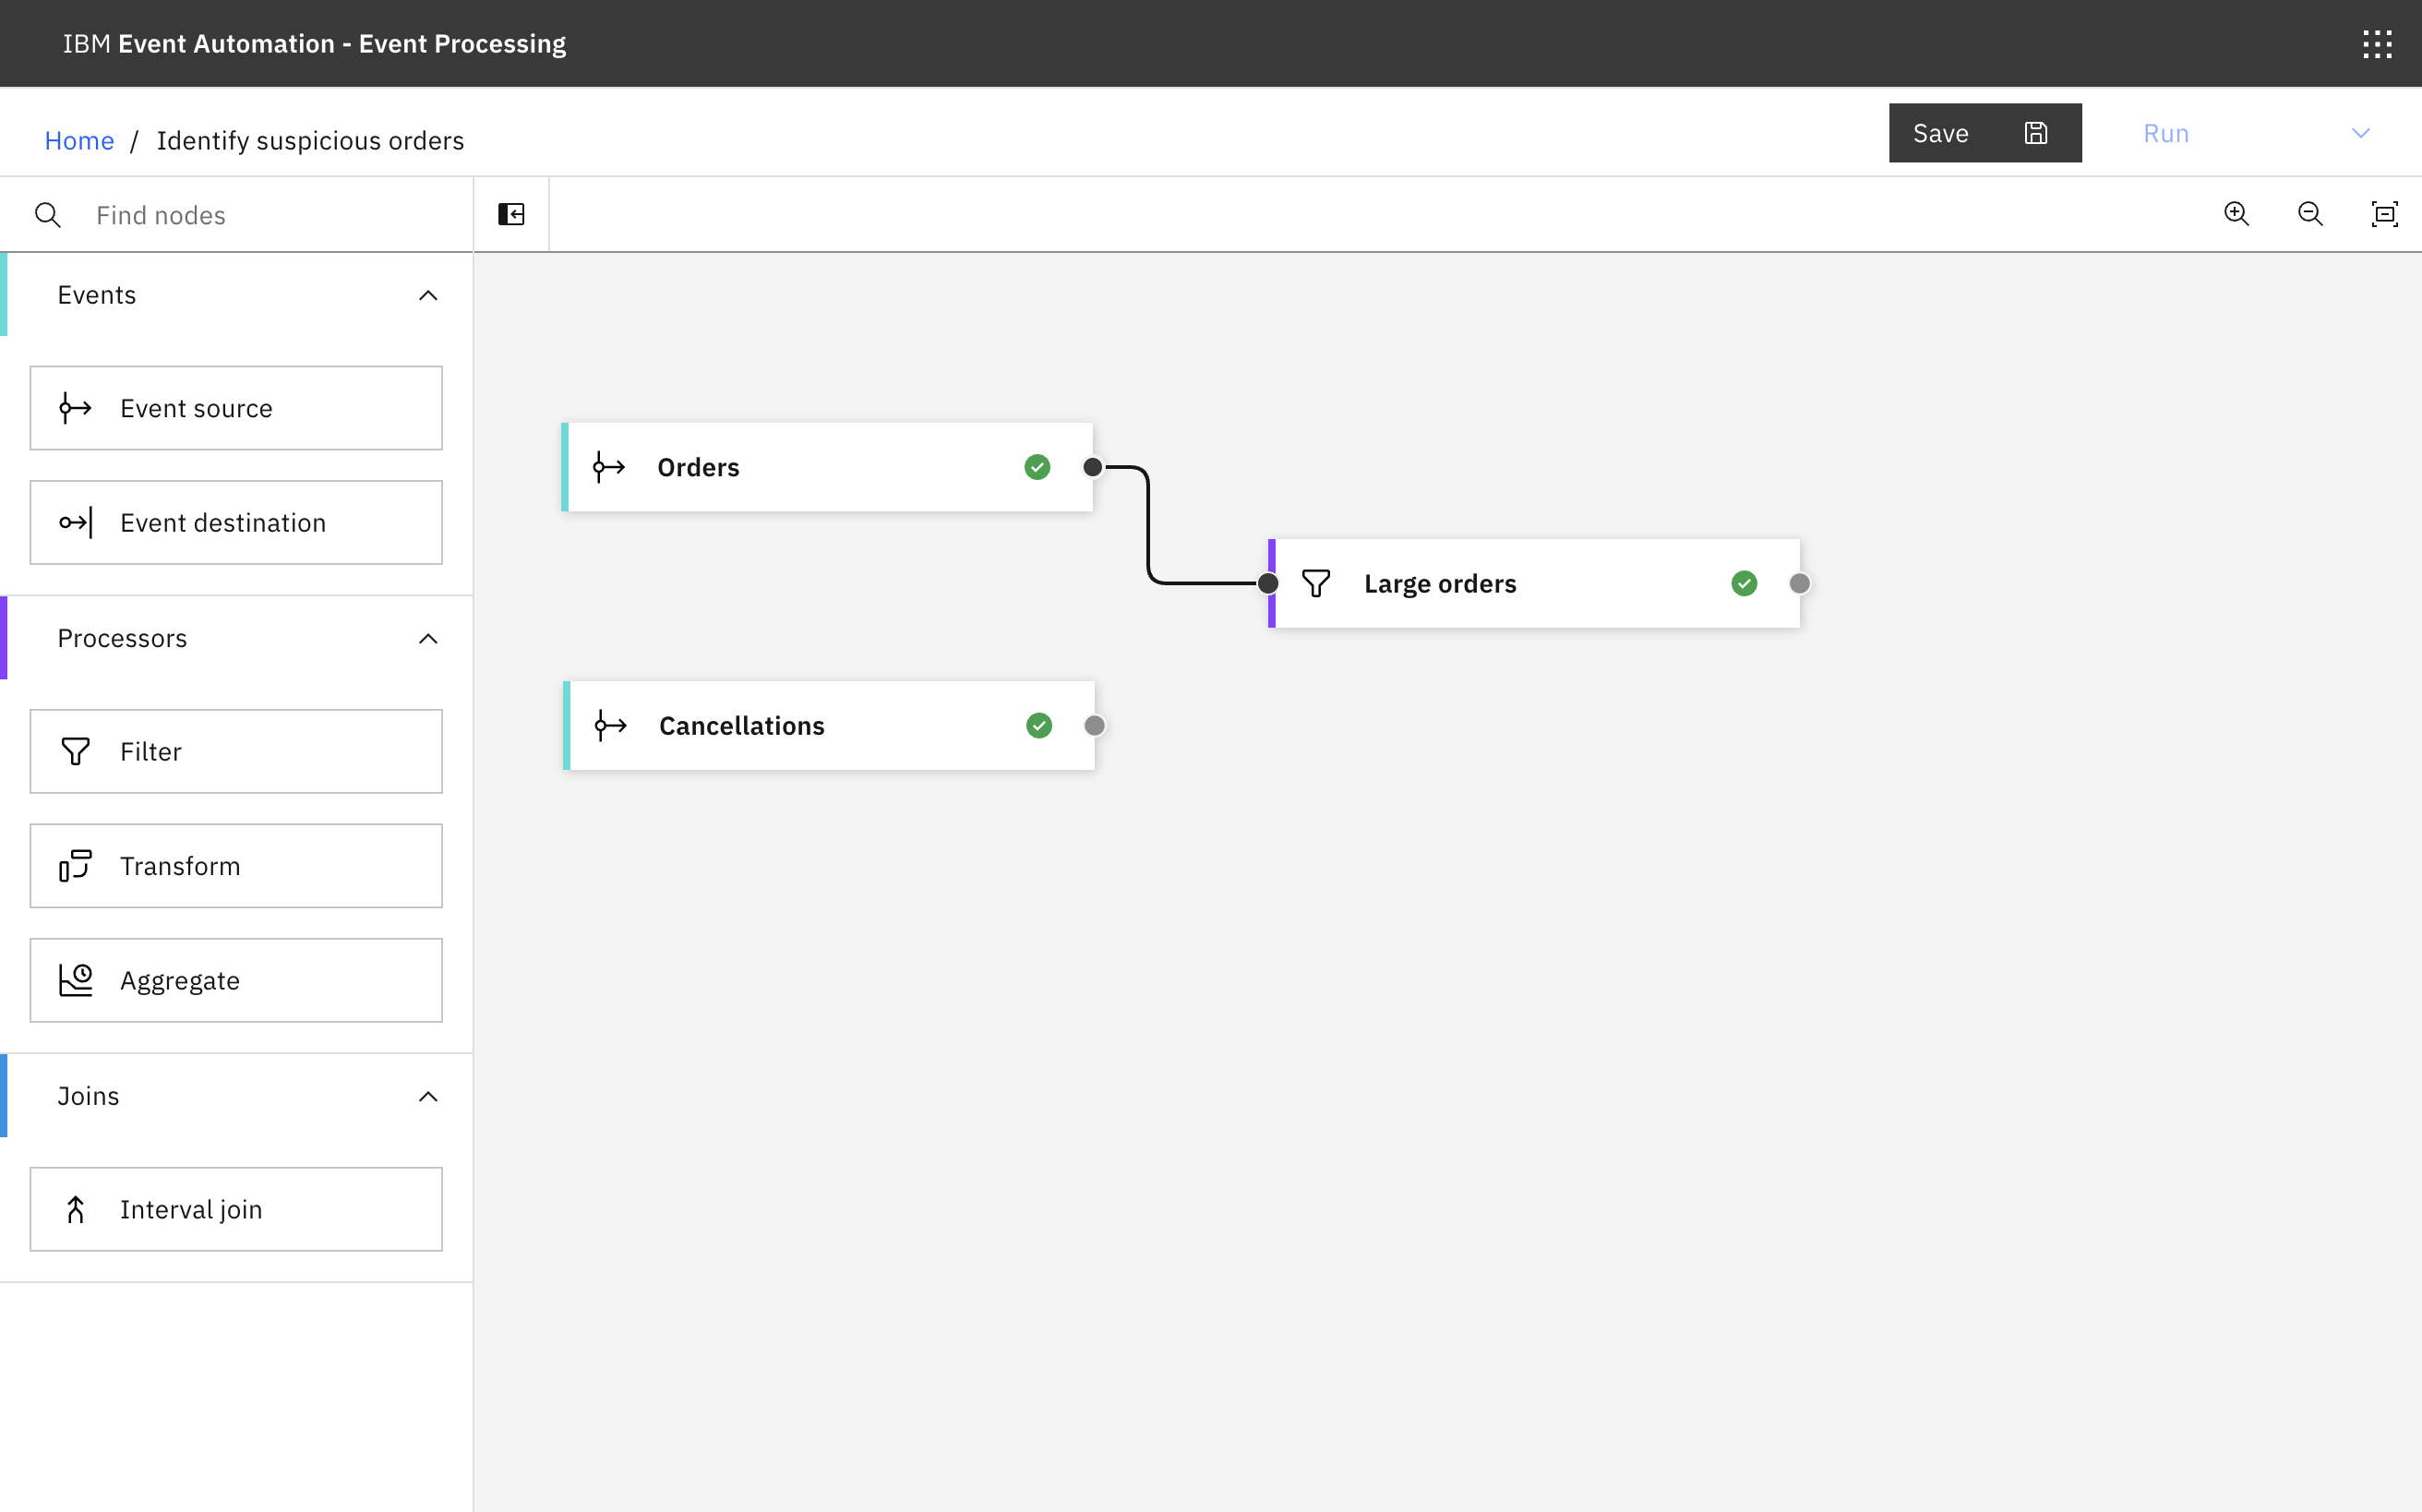 IBM Event Automation - Event Processing
Home / Identify suspicious orders
Save
Run
Find nodes
Events
Event source
Event destination
Processors
Filter
Transform
Aggregate
Joins
Interval join
Orders
Large orders
Cancellations